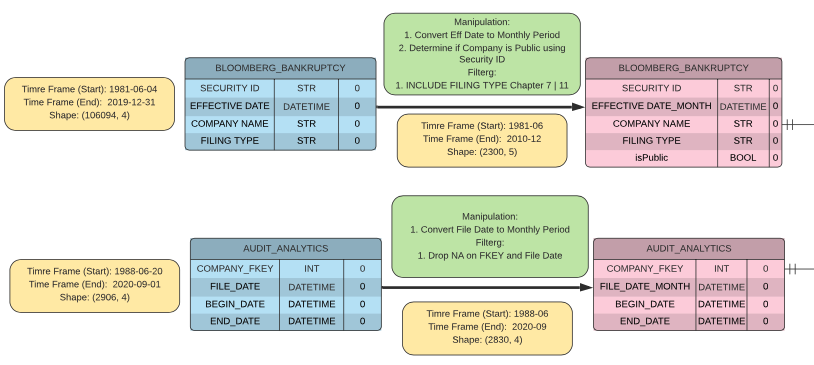 Manipulation:
1. Convert Eff Date to Monthly Period
2. Determine if Company is Public using
Security ID
Filterg:
1. INCLUDE FILING TYPE Chapter 7 | 11
Timre Frame (Start): 1981-06-04
Time Frame (End): 2019-12-31
Shape: (106094, 4)
BLOOMBERG_BANKRUPTCY
SECURITY ID STR 0
EFFECTIVE DATE DATETIME 0
COMPANY NAME STR 0
FILING TYPE STR 0
Timre Frame (Start): 1981-06
Time Frame (End): 2010-12
Shape: (2300, 5)
BLOOMBERG_BANKRUPTCY
SECURITY ID STR 0
EFFECTIVE DATE_MONTH DATETIME 0
COMPANY NAME STR 0
FILING TYPE STR 0
isPublic BOOL 0
Manipulation:
1. Convert File Date to Monthly Period
Filterg:
1. Drop NA on FKEY and File Date
Timre Frame (Start): 1988-06-20
Time Frame (End): 2020-09-01
Shape: (2906, 4)
AUDIT_ANALYTICS
COMPANY_FKEY INT 0
FILE_DATE DATETIME 0
BEGIN_DATE DATETIME 0
END_DATE DATETIME 0
Timre Frame (Start): 1988-06
Time Frame (End): 2020-09
Shape: (2830, 4)
AUDIT_ANALYTICS
COMPANY_FKEY INT 0
FILE_DATE_MONTH DATETIME 0
BEGIN_DATE DATETIME 0
END_DATE DATETIME 0